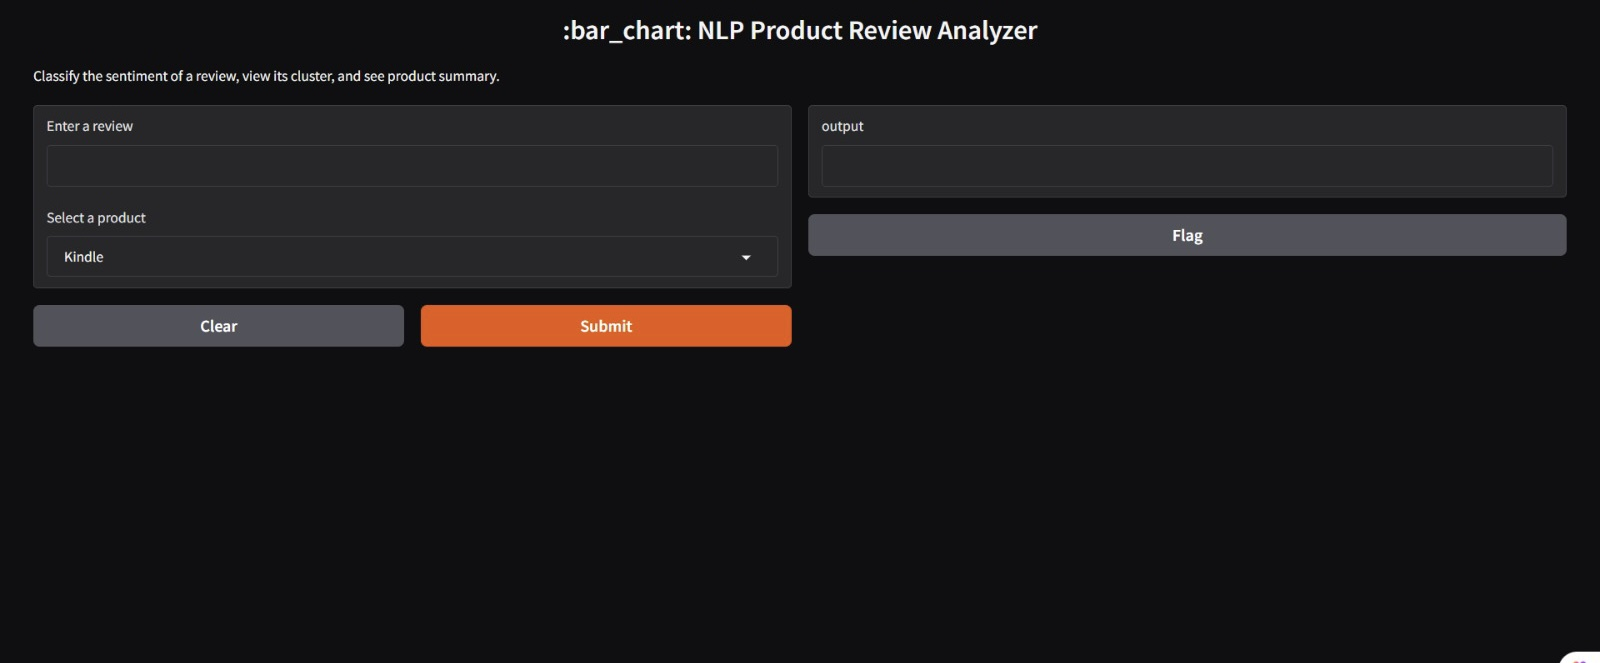 :bar_chart: NLP Product Review Analyzer
Classify the sentiment of a review, view its cluster, and see product summary.
Enter a review
Select a product
Kindle
Clear
Submit
output
Flag